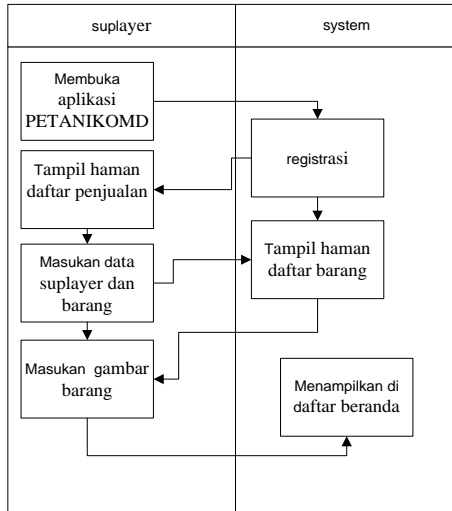 suplayer
system
Membuka
aplikasi
PETANIKOMD
registrasi
Tampil haman
daftar penjualan
Tampil haman
daftar barang
Masukan data
suplayer dan
barang
Masukan gambar
barang
Menampilkan di
daftar beranda